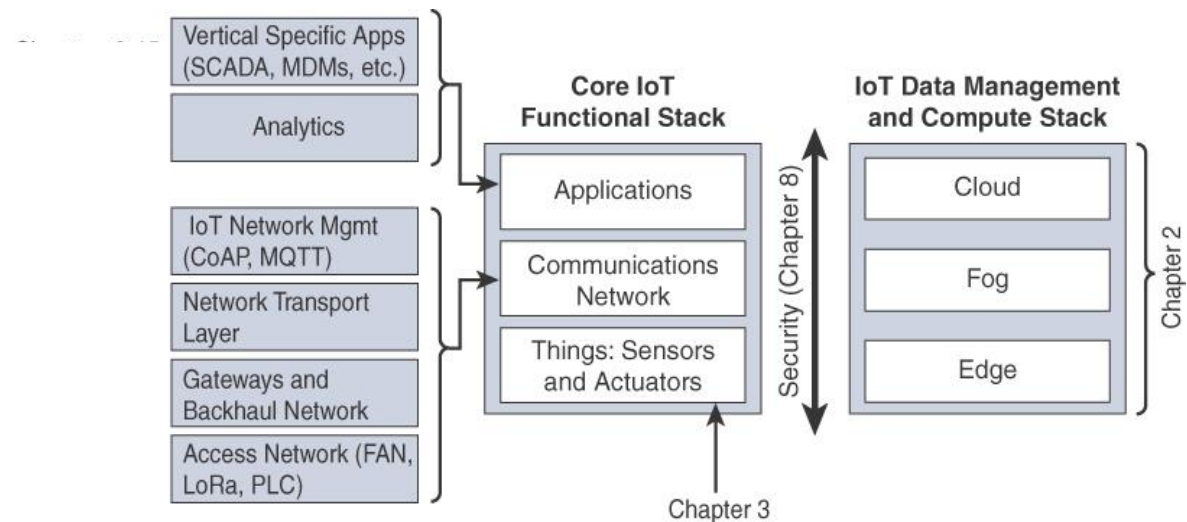 Vertical Specific Apps
(SCADA, MDMs, etc.)
Analytics
IoT Network Mgmt
(CoAP, MQTT)
Network Transport
Layer
Gateways and
Backhaul Network
Access Network (FAN,
LoRa, PLC)
Core IoT
Functional Stack
Applications
Communications
Network
Things: Sensors
and Actuators
Chapter 3
Security (Chapter 8)
IoT Data Management
and Compute Stack
Cloud
Fog
Edge
Chapter 2